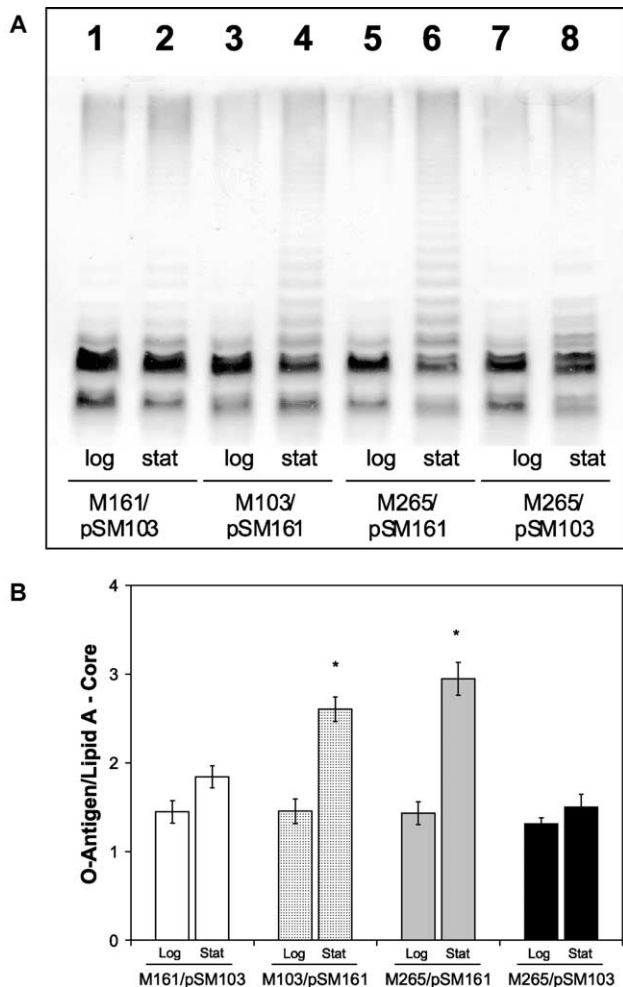 A
1 2 3 4 5 6 7 8
log stat log stat log stat log stat
M161/ M103/ M265/ M265/
pSM103 pSM161 pSM161 pSM103
B
4
3
2
1
0
O-Antigen/Lipid A - Core
* *
Log Stat Log Stat Log Stat Log Stat
M161/pSM103 M103/pSM161 M265/pSM161 M265/pSM103